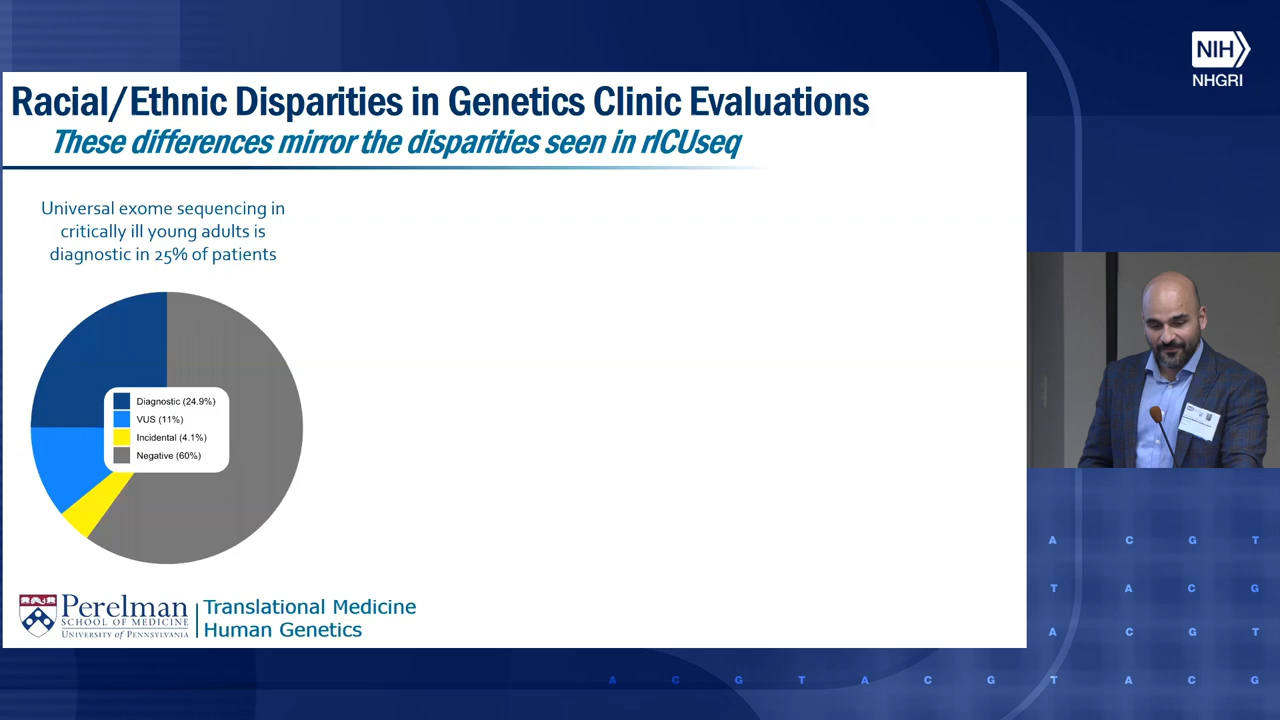 NIH
NHGRI
Racial/Ethnic Disparities in Genetics Clinic Evaluations
These differences mirror the disparities seen in rICUseq
Universal exome sequencing in
critically ill young adults is
diagnostic in 25% of patients
Diagnostic (24.9%)
VUS (11%)
Incidental (4.1%)
Negative (60%)
Perelman
SCHOOL OF MEDICINE
UNIVERSITY of PENNSYLVANIA
Translational Medicine
Human Genetics
A C G T
T A C G
A C G T
A C G T A C G T A C G